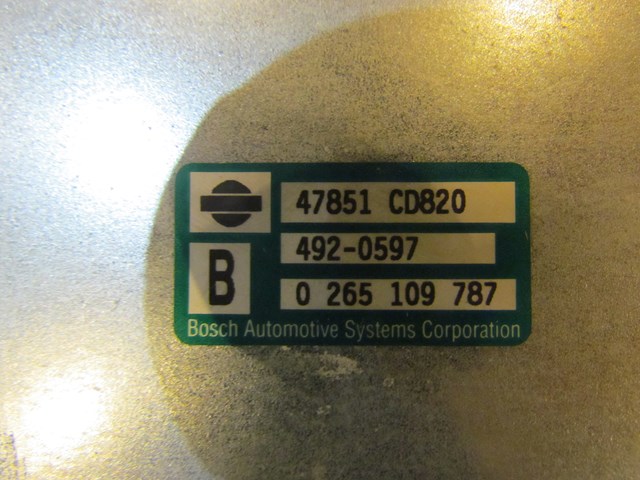 47851 CD820
492-0597
B
0 265 109 787
Bosch Automotive Systems Corporation